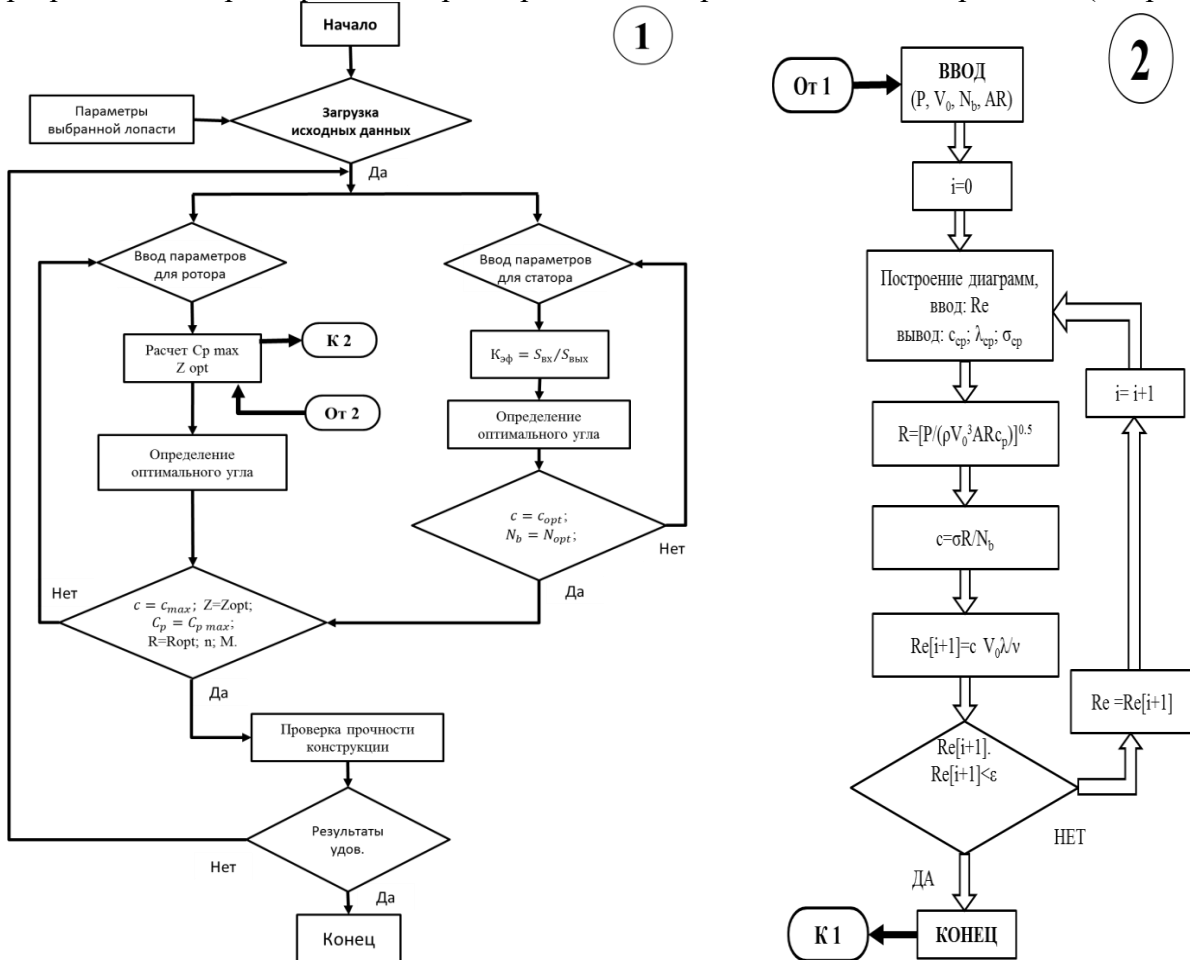 1
Начало
Параметры
выбранной лопасти
Загрузка
исходных данных
Да
Ввод параметров
для ротора
Ввод параметров
для статора
Расчет Cp max
Z opt
К 2
От 2
Kэф = Sвх/Sвых
Определение
оптимального угла
Определение
оптимального угла
c = copt;
Nb = Nopt;
Нет
Да
Нет
c = cmax; Z=Zopt;
Cp = Cp max;
R=Ropt; n; M.
Да
Проверка прочности
конструкции
Результаты
удов.
Нет
Да
Конец
2
От 1
ВВОД
(P, V0, Nb, AR)
i=0
Построение диаграмм,
ввод: Re
вывод: cср; λср; σср
i= i+1
R=[P/(ρV0³ARcp)]⁰·⁵
c=σR/Nb
Re[i+1]=c V0λ/ν
Re =Re[i+1]
Re[i+1].
Re[i+1]<ε
НЕТ
ДА
К 1
КОНЕЦ